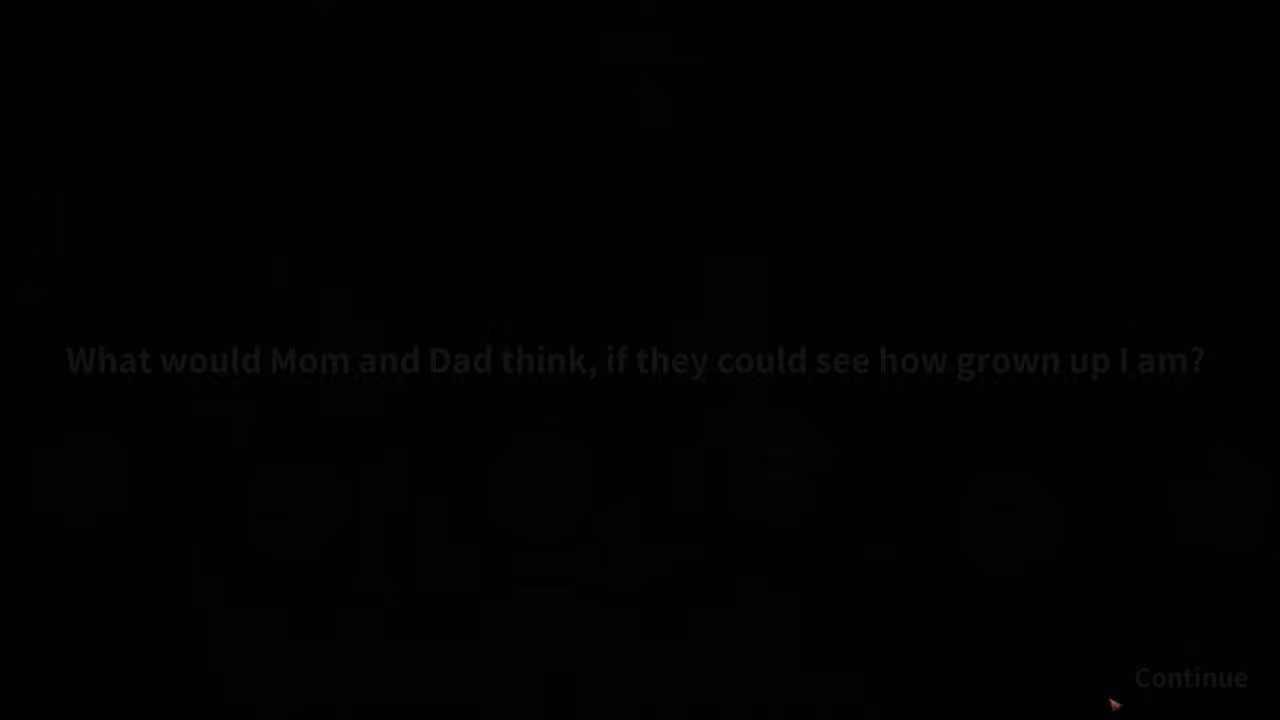 What would Mom and Dad think, if they could see how grown up I am?
Continue